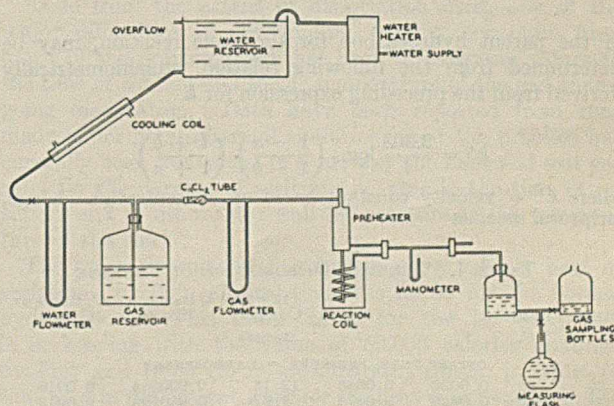 OVERFLOW
WATER
RESERVOIR
WATER
HEATER
WATER SUPPLY
COOLING COIL
TUBE
PREHEATER
WATER
FLOWMETER
GAS
RESERVOIR
GAS
FLOWMETER
REACTION
COIL
MANOMETER
GAS
SAMPLING
BOTTLES
MEASURING
FLASK